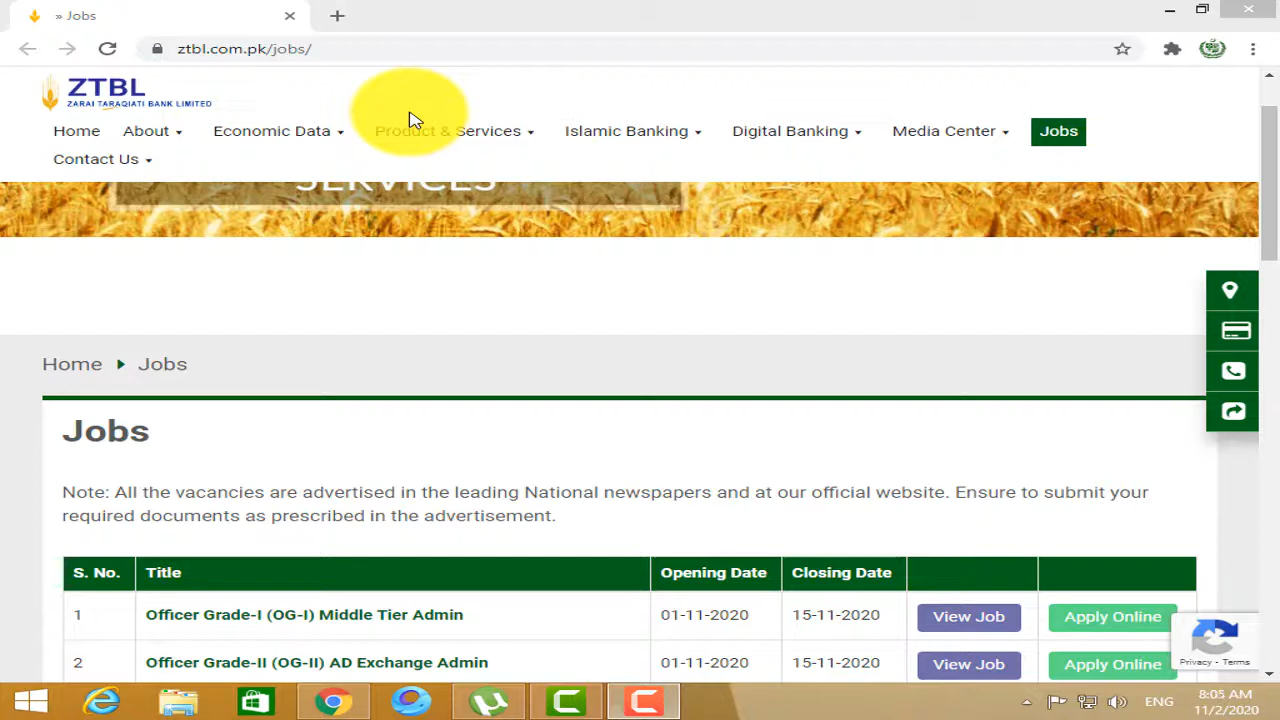 » Jobs
ztbl.com.pk/jobs/
ZTBL
ZARAI TARAQIATI BANK LIMITED
Home About Economic Data Product & Services Islamic Banking Digital Banking Media Center Jobs
Contact Us
SERVICES
Home Jobs
Jobs
Note: All the vacancies are advertised in the leading National newspapers and at our official website. Ensure to submit your
required documents as prescribed in the advertisement.
S. No. Title Opening Date Closing Date
1 Officer Grade-I (OG-I) Middle Tier Admin 01-11-2020 15-11-2020 View Job Apply Online
2 Officer Grade-II (OG-II) AD Exchange Admin 01-11-2020 15-11-2020 View Job Apply Online
Privacy - Terms
ENG
8:05 AM
11/2/2020